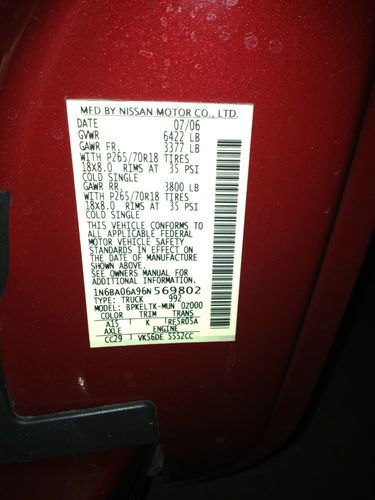 MFD BY NISSAN MOTOR CO., LTD.
DATE 07/06
GVWR 6422 LB
GAWR FR. 3377 LB
WITH P265/70R18 TIRES
18x8.0 RIMS AT 35 PSI
COLD SINGLE
GAWR RR. 3800 LB
WITH P265/70R18 TIRES
18x8.0 RIMS AT 35 PSI
COLD SINGLE
THIS VEHICLE CONFORMS TO
ALL APPLICABLE FEDERAL
MOTOR VEHICLE SAFETY
STANDARDS IN EFFECT ON
THE DATE OF MANUFACTURE
SHOWN ABOVE.
SEE OWNERS MANUAL FOR
ADDITIONAL INFORMATION.
1N6BA06A96N569802
TYPE: TRUCK 992
MODEL: BPKELTK-MUN 02000
COLOR TRIM TRANS
A15 K RE5R05A
AXLE ENGINE
CC29 VK56DE 5552CC